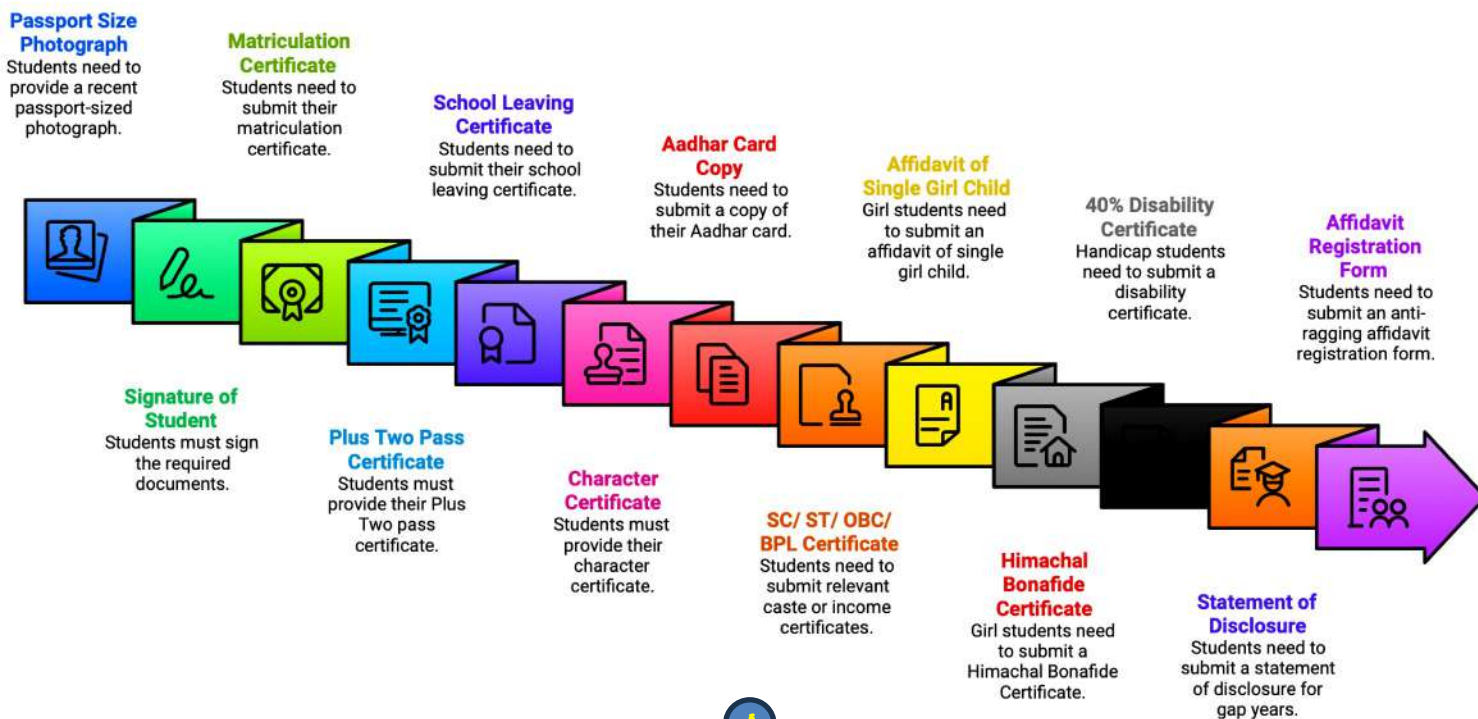 Passport Size
Photograph
Students need to
provide a recent
passport-sized
photograph.
Signature of
Student
Students must sign
the required
documents.
Matriculation
Certificate
Students need to
submit their
matriculation
certificate.
Plus Two Pass
Certificate
Students must
provide their Plus
Two pass
certificate.
School Leaving
Certificate
Students need to
submit their school
leaving certificate.
Character
Certificate
Students must
provide their
character
certificate.
Aadhar Card
Copy
Students need to
submit a copy of
their Aadhar card.
SC/ ST/ OBC/
BPL Certificate
Students need to
submit relevant
caste or income
certificates.
Affidavit of
Single Girl Child
Girl students need
to submit an
affidavit of single
girl child.
A
Himachal
Bonafide
Certificate
Girl students need
to submit a
Himachal Bonafide
Certificate.
40% Disability
Certificate
Handicap students
need to submit a
disability
certificate.
Statement of
Disclosure
Students need to
submit a statement
of disclosure for
gap years.
Affidavit
Registration
Form
Students need to
submit an anti-
ragging affidavit
registration form.